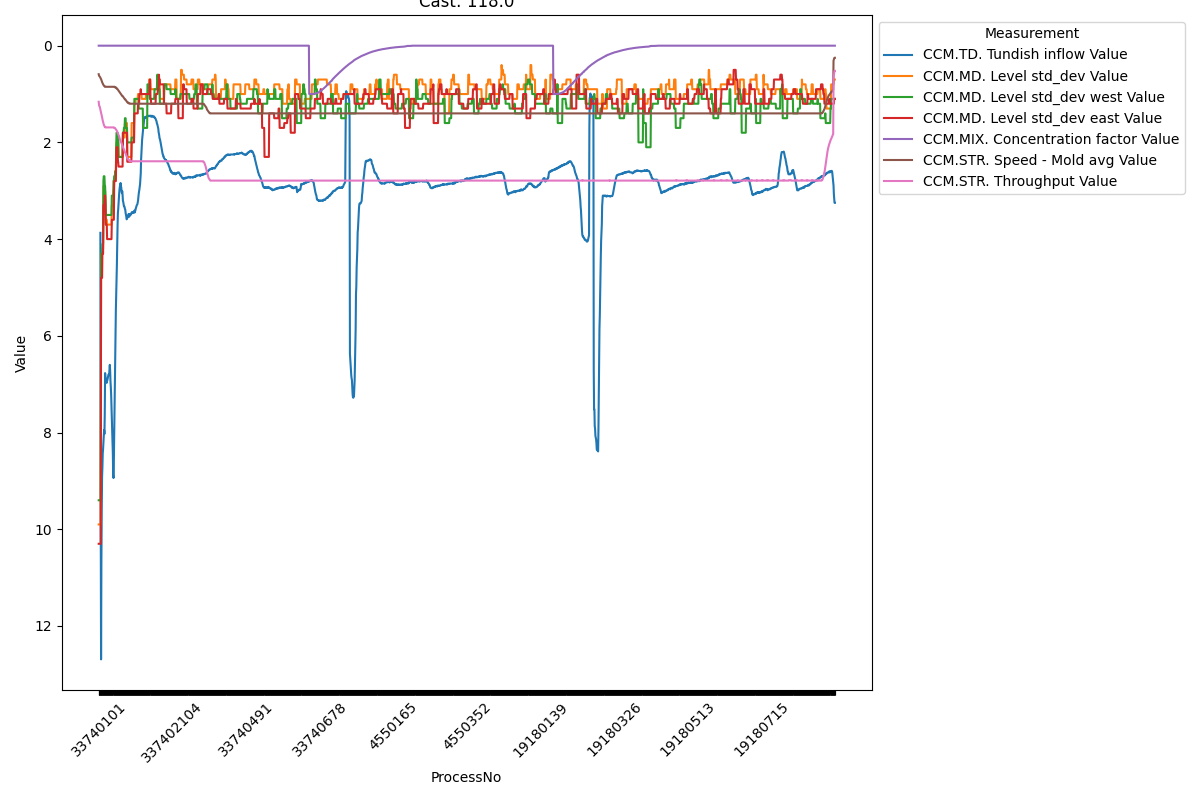 Cast: 118.0
Measurement
CCM.TD. Tundish inflow Value
CCM.MD. Level std_dev Value
CCM.MD. Level std_dev west Value
CCM.MD. Level std_dev east Value
CCM.MIX. Concentration factor Value
CCM.STR. Speed - Mold avg Value
CCM.STR. Throughput Value
Value
0
2
4
6
8
10
12
33740101
337402104
33740491
33740678
4550165
4550352
19180139
19180326
19180513
19180715
ProcessNo